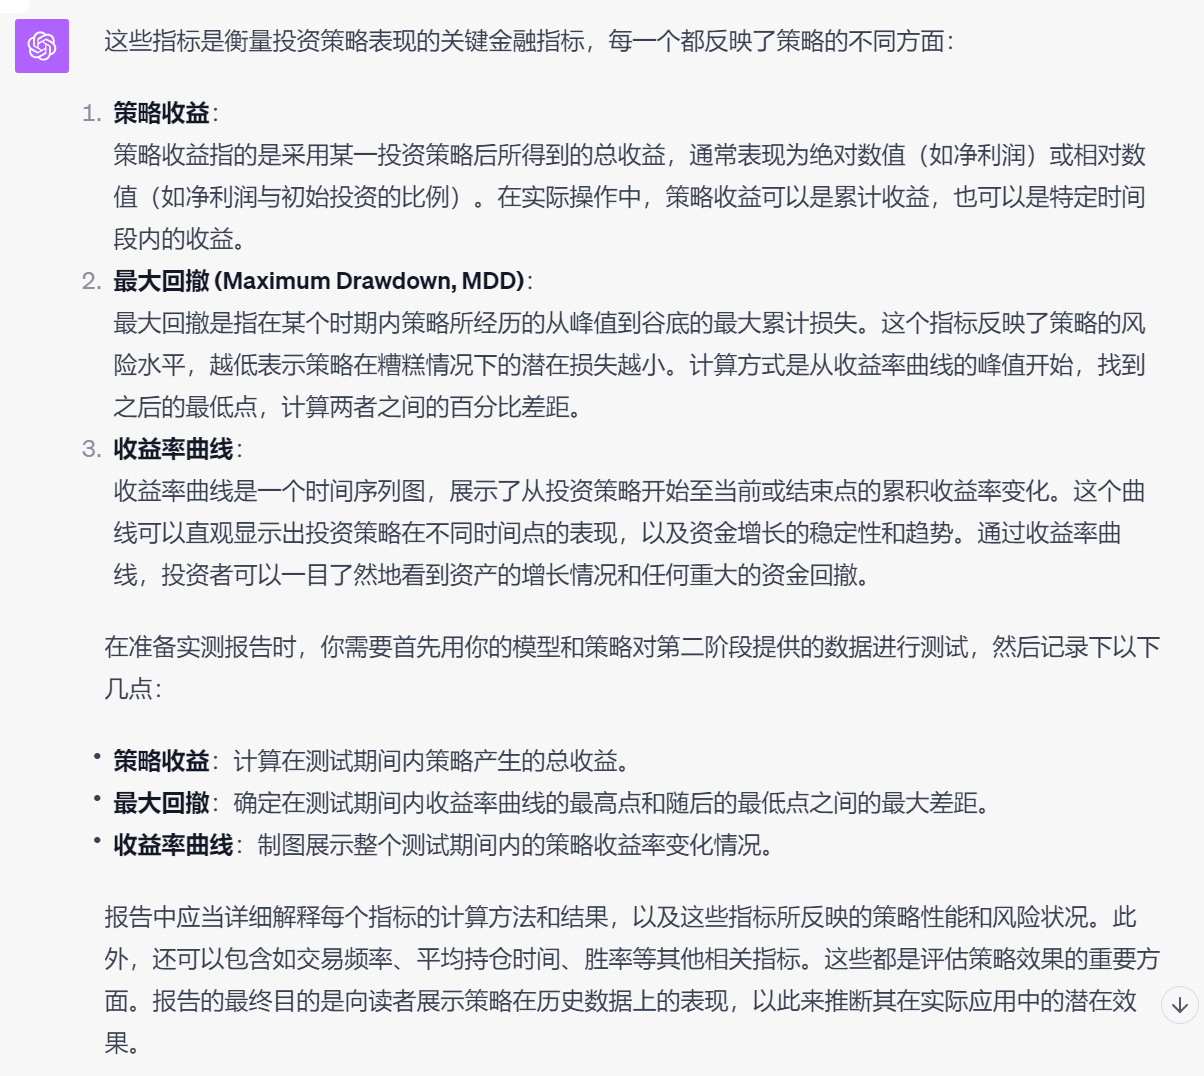 这些指标是衡量投资策略表现的关键金融指标，每一个都反映了策略的不同方面：
1. 策略收益：
策略收益指的是采用某一投资策略后所得到的总收益，通常表现为绝对数值（如净利润）或相对数
值（如净利润与初始投资的比例）。在实际操作中，策略收益可以是累计收益，也可以是特定时间
段内的收益。
2. 最大回撤 (Maximum Drawdown, MDD)：
最大回撤是指在某个时期内策略所经历的从峰值到谷底的最大累计损失。这个指标反映了策略的风
险水平，越低表示策略在糟糕情况下的潜在损失越小。计算方式是从收益率曲线的峰值开始，找到
之后的最低点，计算两者之间的百分比差距。
3. 收益率曲线：
收益率曲线是一个时间序列图，展示了从投资策略开始至当前或结束点的累积收益率变化。这个曲
线可以直观显示出投资策略在不同时间点的表现，以及资金增长的稳定性和趋势。通过收益率曲
线，投资者可以一目了然地看到资产的增长情况和任何重大的资金回撤。
在准备实测报告时，你需要首先用你的模型和策略对第二阶段提供的数据进行测试，然后记录下以下
几点：
• 策略收益：计算在测试期间内策略产生的总收益。
• 最大回撤：确定在测试期间内收益率曲线的最高点和随后的最低点之间的最大差距。
• 收益率曲线：制图展示整个测试期间内的策略收益率变化情况。
报告中应当详细解释每个指标的计算方法和结果，以及这些指标所反映的策略性能和风险状况。此
外，还可以包含如交易频率、平均持仓时间、胜率等其他相关指标。这些都是评估策略效果的重要方
面。报告的最终目的是向读者展示策略在历史数据上的表现，以此来推断其在实际应用中的潜在效
果。